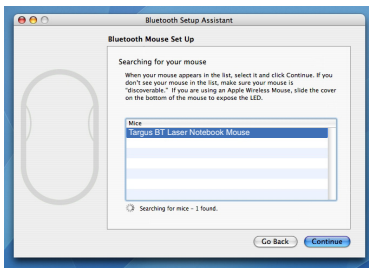 Bluetooth Setup Assistant
Bluetooth Mouse Set Up
Searching for your mouse
When your mouse appears in the list, select it and click Continue. If you
don't see your mouse in the list, make sure your mouse is
"discoverable." If you are using an Apple Wireless Mouse, slide the cover
on the bottom of the mouse to expose the LED.
Mice
Targus BT Laser Notebook Mouse
Searching for mice – 1 found.
Go Back
Continue